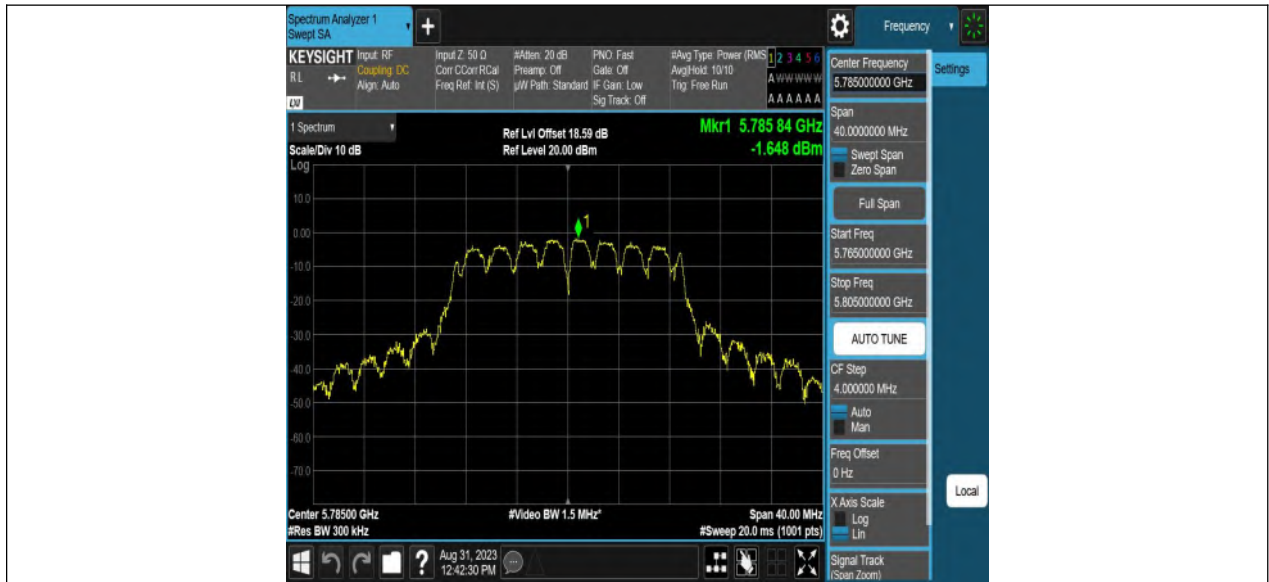 Spectrum Analyzer 1
Swept SA
+
Frequency
KEYSIGHT
RL
LXI
Input: RF
Coupling: DC
Align: Auto
Input Z: 50 Ω
Corr CCorr RCal
Freq Ref: Int (S)
#Atten: 20 dB
Preamp: Off
µW Path: Standard
PNO: Fast
Gate: Off
IF Gain: Low
Sig Track: Off
#Avg Type: Power (RMS
Avg|Hold: 10/10
Trig: Free Run
1 2 3 4 5 6
A W W W W W
A A A A A A
1 Spectrum
Scale/Div 10 dB
Log
Ref Lvl Offset 18.59 dB
Ref Level 20.00 dBm
Mkr1 5.785 84 GHz
-1.648 dBm
10.0
0.00
-10.0
-20.0
-30.0
-40.0
-50.0
-60.0
-70.0
1
Center 5.78500 GHz
#Res BW 300 kHz
#Video BW 1.5 MHz*
Span 40.00 MHz
#Sweep 20.0 ms (1001 pts)
?
Aug 31, 2023
12:42:30 PM
Center Frequency
5.785000000 GHz
Span
40.0000000 MHz
Swept Span
Zero Span
Full Span
Start Freq
5.765000000 GHz
Stop Freq
5.805000000 GHz
AUTO TUNE
CF Step
4.000000 MHz
Auto
Man
Freq Offset
0 Hz
X Axis Scale
Log
Lin
Signal Track
(Span Zoom)
Settings
Local